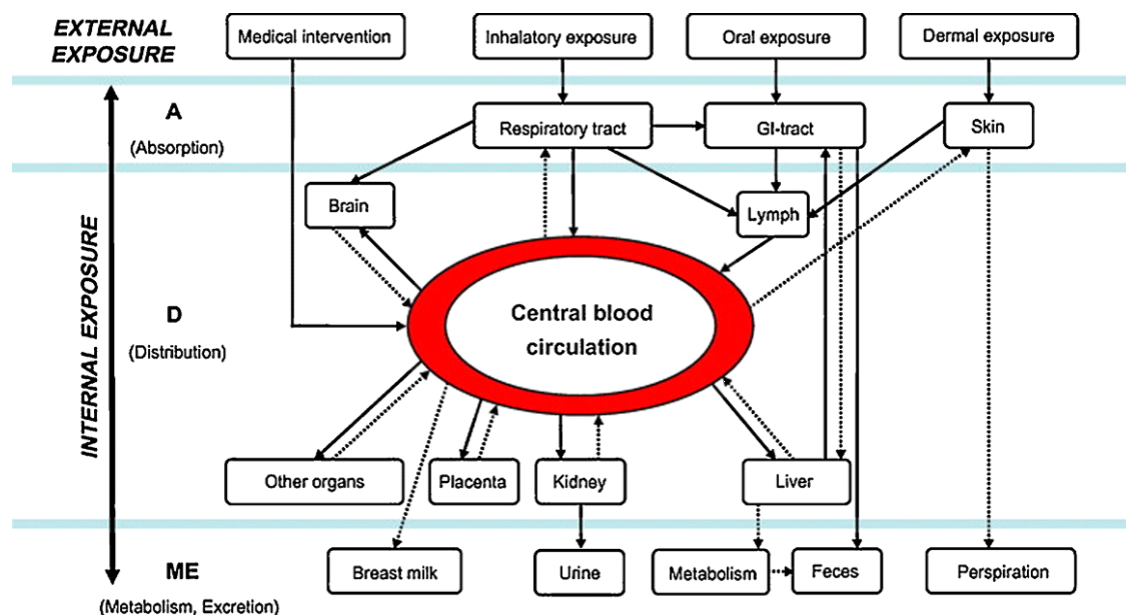 EXTERNAL
EXPOSURE
Medical intervention
Inhalatory exposure
Oral exposure
Dermal exposure
INTERNAL EXPOSURE
A
(Absorption)
Respiratory tract
GI-tract
Skin
Brain
Lymph
D
(Distribution)
Central blood
circulation
Other organs
Placenta
Kidney
Liver
ME
(Metabolism, Excretion)
Breast milk
Urine
Metabolism
Feces
Perspiration